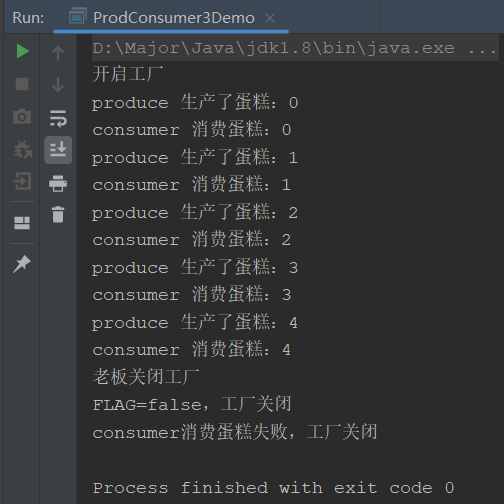 Run: ProdConsumer3Demo
D:\Major\Java\jdk1.8\bin\java.exe ...
开启工厂
produce 生产了蛋糕：0
consumer 消费蛋糕：0
produce 生产了蛋糕：1
consumer 消费蛋糕：1
produce 生产了蛋糕：2
consumer 消费蛋糕：2
produce 生产了蛋糕：3
consumer 消费蛋糕：3
produce 生产了蛋糕：4
consumer 消费蛋糕：4
老板关闭工厂
FLAG=false，工厂关闭
consumer消费蛋糕失败，工厂关闭
Process finished with exit code 0